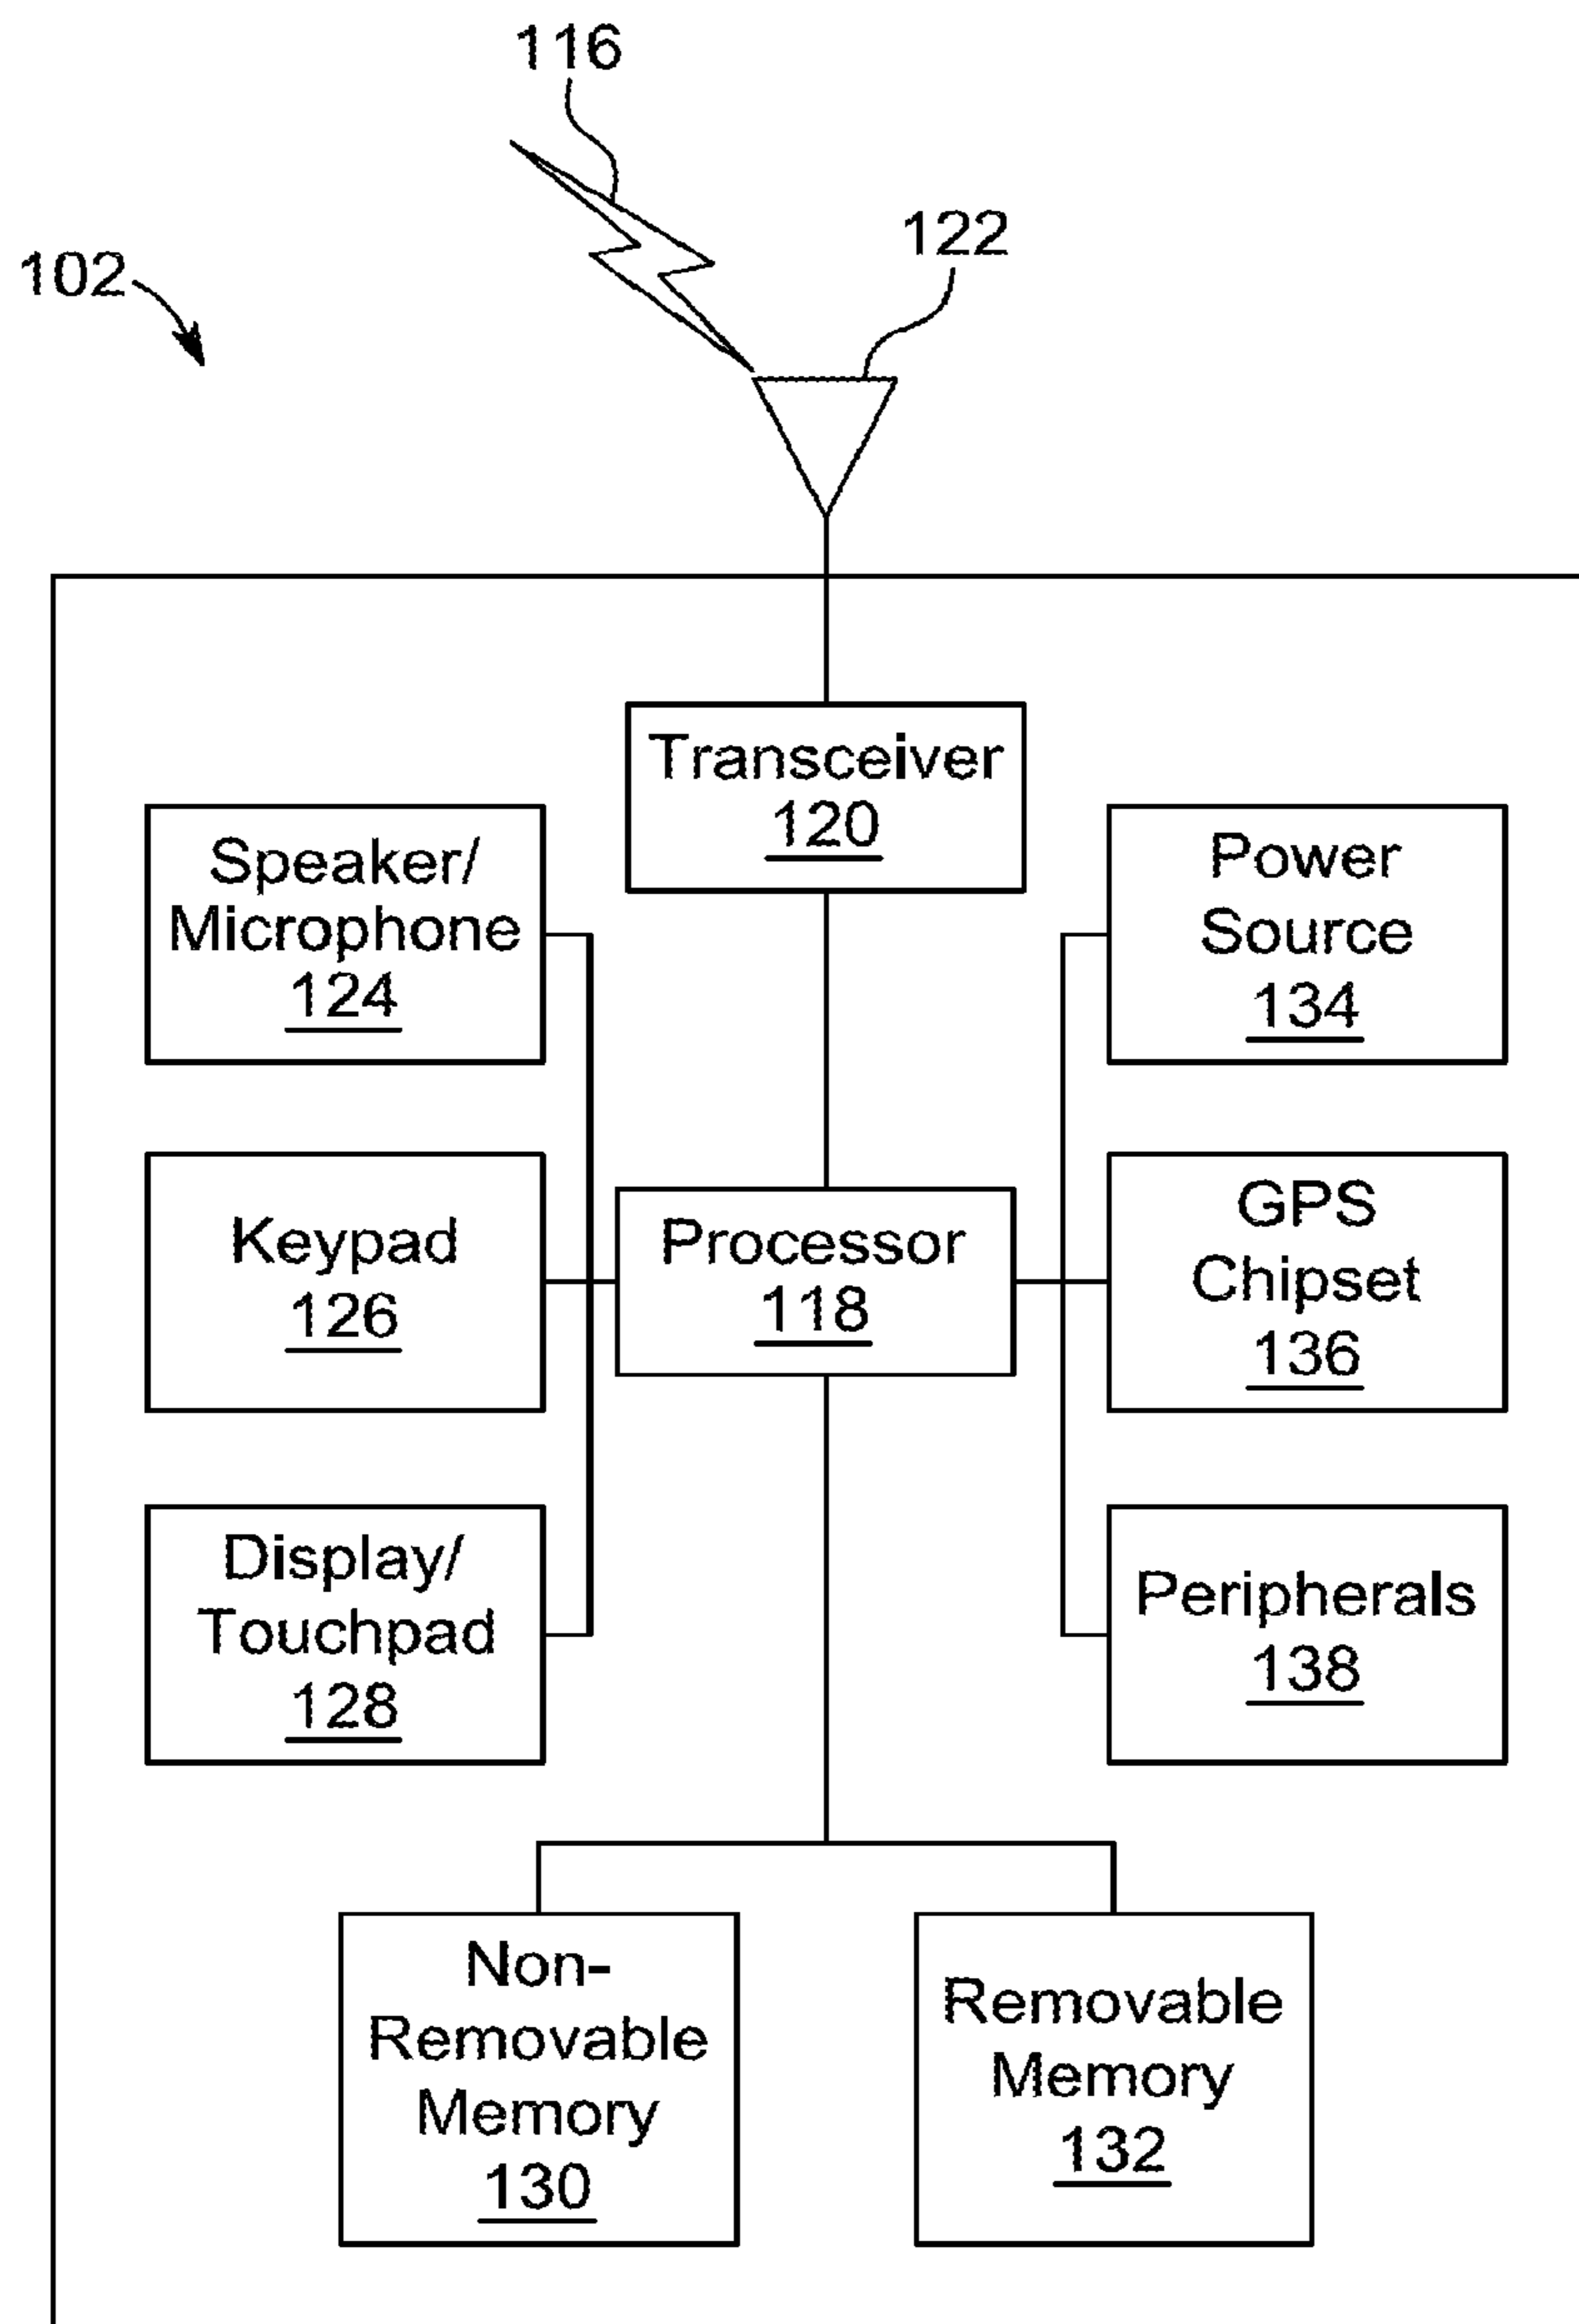 116
122
102
Transceiver
120
Speaker/
Microphone
124
Power
Source
134
Keypad
126
Processor
118
GPS
Chipset
136
Display/
Touchpad
128
Peripherals
138
Non-
Removable
Memory
130
Removable
Memory
132